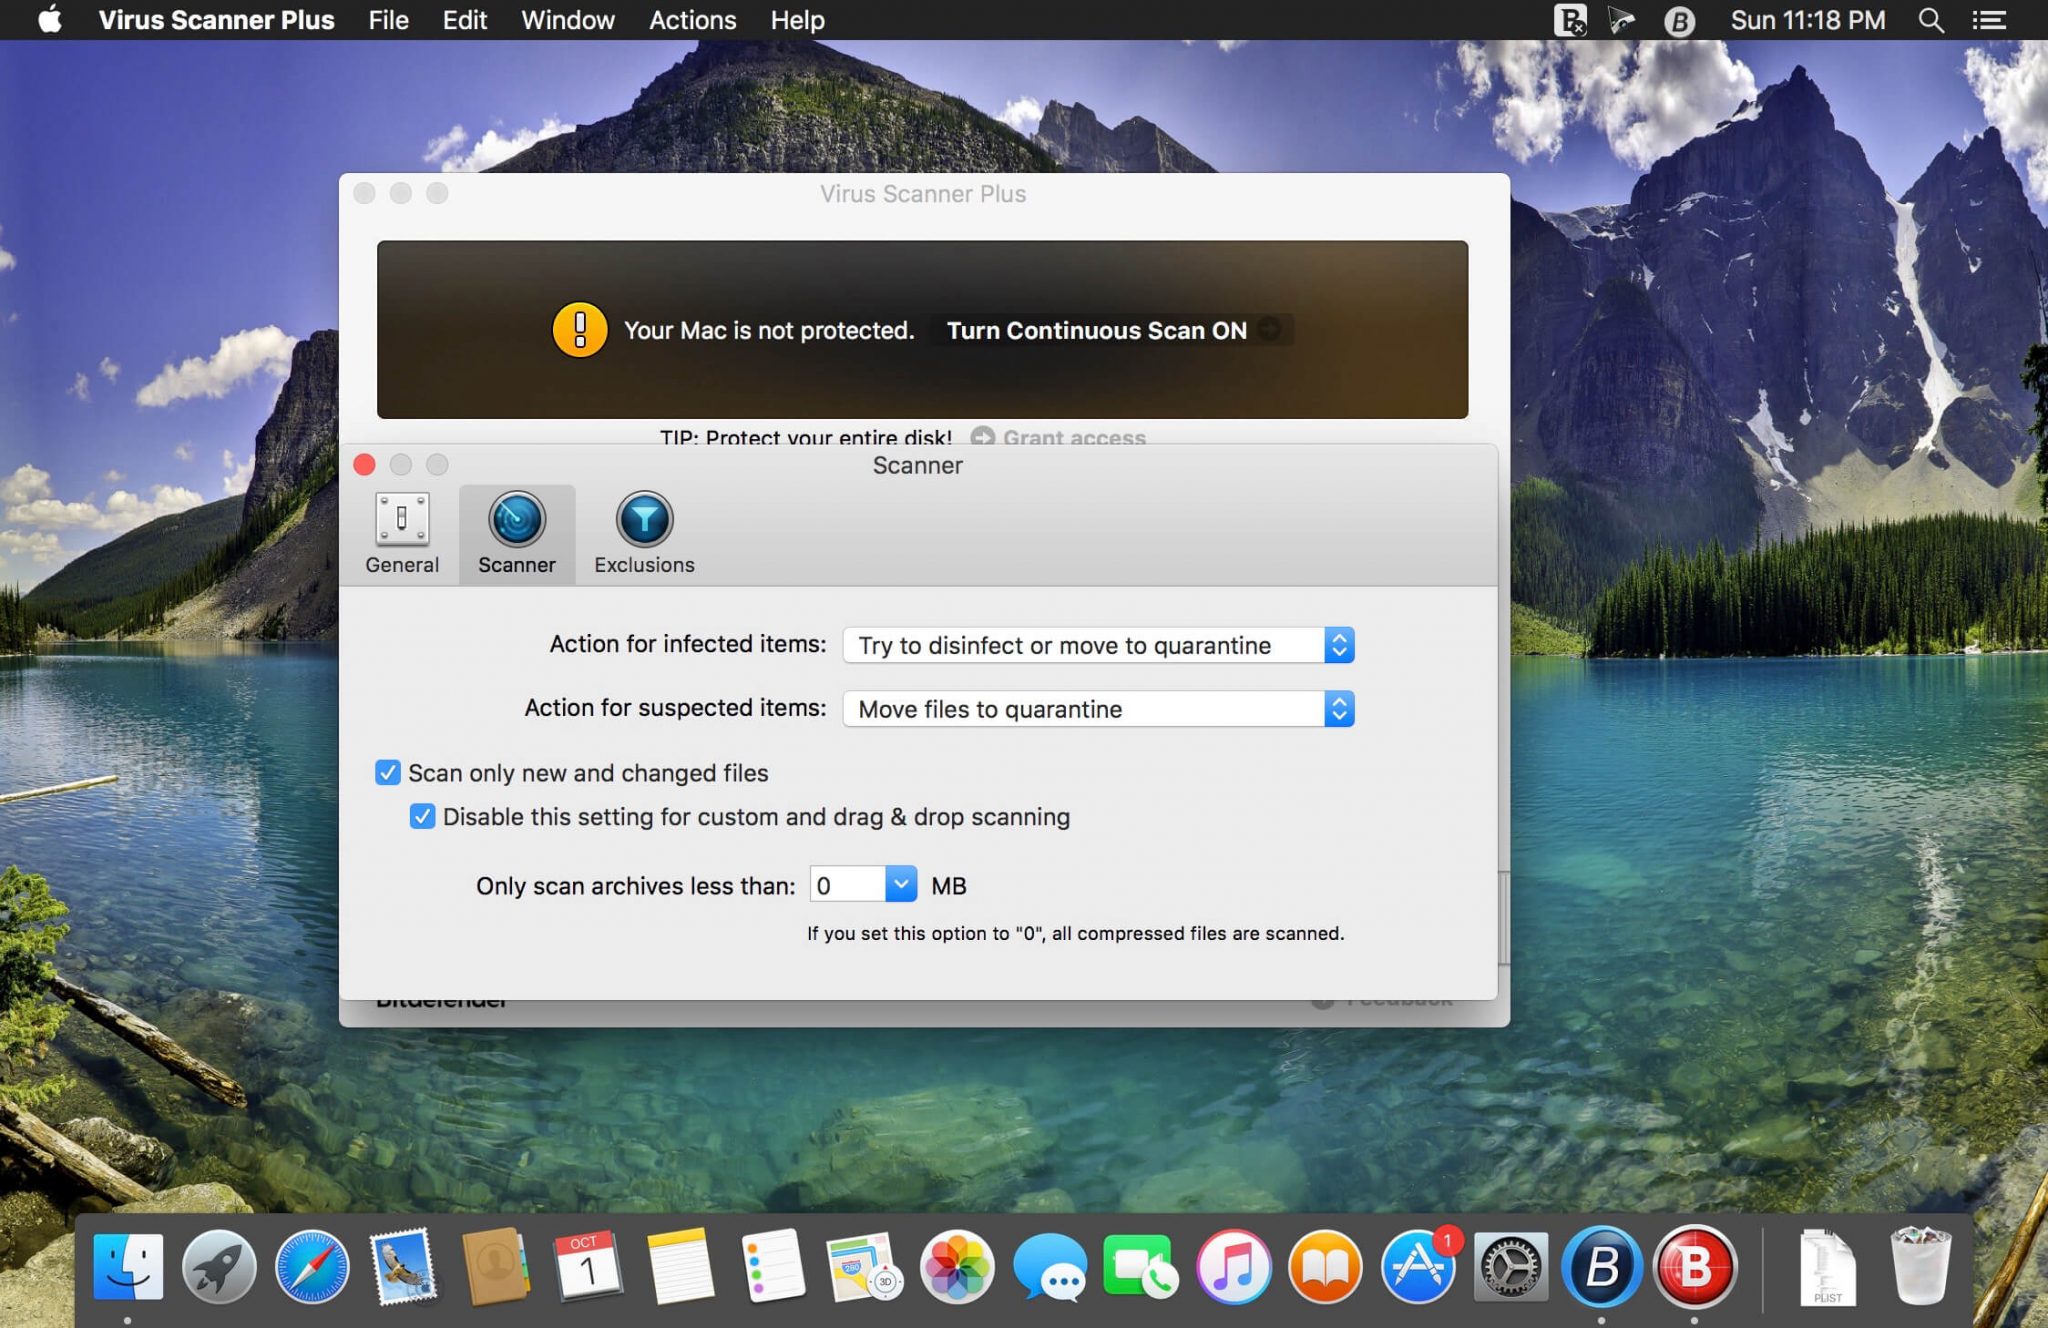 Virus Scanner Plus File Edit Window Actions Help Sun 11:18 PM
Virus Scanner Plus
Your Mac is not protected. Turn Continuous Scan ON
TIP: Protect your entire disk! Grant access
Scanner
General Scanner Exclusions
Action for infected items: Try to disinfect or move to quarantine
Action for suspected items: Move files to quarantine
Scan only new and changed files
Disable this setting for custom and drag & drop scanning
Only scan archives less than: 0 MB
If you set this option to "0", all compressed files are scanned.
Bitdefender Feedback
OCT
1
280
3D
1
B
B
PLIST